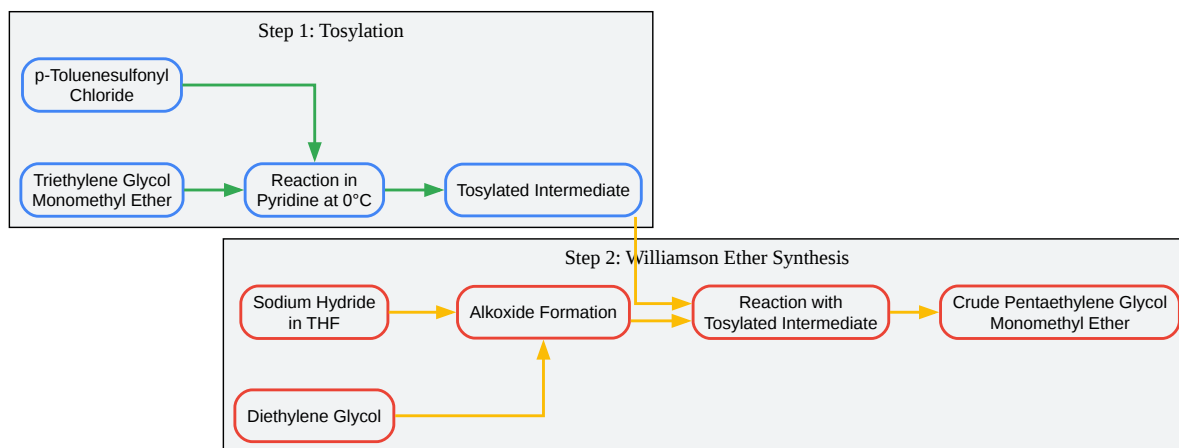 Step 1: Tosylation
p-Toluenesulfonyl
Chloride
Triethylene Glycol
Monomethyl Ether
Reaction in
Pyridine at 0°C
Tosylated Intermediate
Step 2: Williamson Ether Synthesis
Sodium Hydride
in THF
Alkoxide Formation
Reaction with
Tosylated Intermediate
Crude Pentaethylene Glycol
Monomethyl Ether
Diethylene Glycol